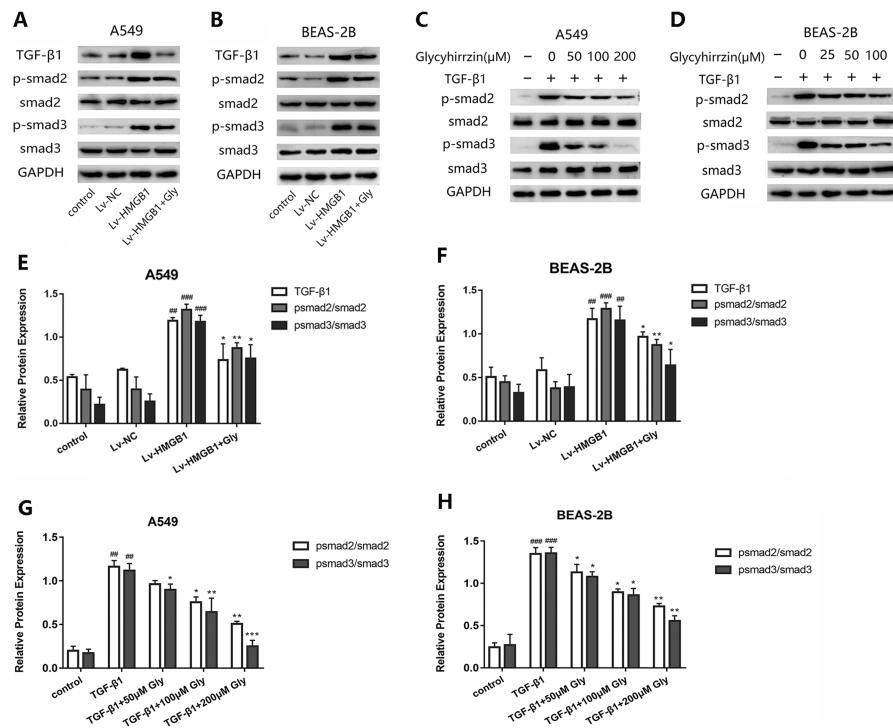 A
A549
TGF-β1
p-smad2
smad2
p-smad3
smad3
GAPDH
control
Lv-NC
Lv-HMGB1
Lv-HMGB1+Gly
B
BEAS-2B
TGF-β1
p-smad2
smad2
p-smad3
smad3
GAPDH
control
Lv-NC
Lv-HMGB1
Lv-HMGB1+Gly
C
A549
Glycyhirrzin(μM) − 0 50 100 200
TGF-β1 − + + + +
p-smad2
smad2
p-smad3
smad3
GAPDH
D
BEAS-2B
Glycyhirrzin(μM) − 0 25 50 100
TGF-β1 − + + + +
p-smad2
smad2
p-smad3
smad3
GAPDH
E
A549
Relative Protein Expression
1.5
1.0
0.5
0.0
## ### ###
* ** *
control
Lv-NC
Lv-HMGB1
Lv-HMGB1+Gly
TGF-β1
psmad2/smad2
psmad3/smad3
F
BEAS-2B
Relative Protein Expression
1.5
1.0
0.5
0.0
## ### ##
* ** *
control
Lv-NC
Lv-HMGB1
Lv-HMGB1+Gly
TGF-β1
psmad2/smad2
psmad3/smad3
G
A549
Relative Protein Expression
1.5
1.0
0.5
0.0
## ##
*
* **
** ***
control
TGF-β1
TGF-β1+50μM Gly
TGF-β1+100μM Gly
TGF-β1+200μM Gly
psmad2/smad2
psmad3/smad3
H
BEAS-2B
Relative Protein Expression
1.5
1.0
0.5
0.0
### ###
* *
* *
** **
control
TGF-β1
TGF-β1+50μM Gly
TGF-β1+100μM Gly
TGF-β1+200μM Gly
psmad2/smad2
psmad3/smad3